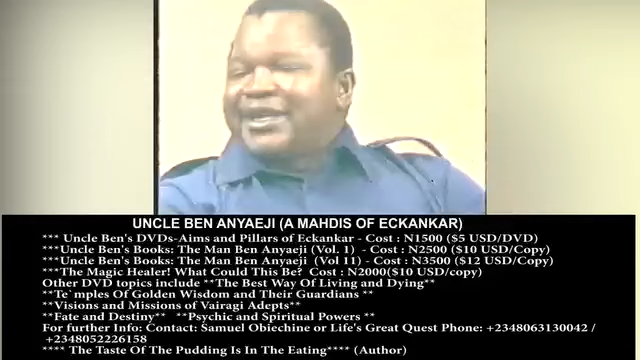 UNCLE BEN ANYAEJI (A MAHDIS OF ECKANKAR)
*** Uncle Ben's DVDs-Aims and Pillars of Eckankar - Cost : N1500 ($5 USD/DVD)
**Uncle Ben's Books: The Man Ben Anyaeji (Vol. 1)  - Cost : N2500 ($10 USD/Copy)
**Uncle Ben's Books: The Man Ben Anyaeji  (Vol 11) - Cost : N3500 ($12 USD/Copy)
***The Magic Healer! What Could This Be?  Cost : N2000($10 USD/copy)
Other DVD topics include **The Best Way Of Living and Dying**
**Te`mples Of Golden Wisdom and Their Guardians **
**Visions and Missions of Vairagi Adepts**
**Fate and Destiny**   **Psychic and Spiritual Powers **
For further Info: Contact: Samuel Obiechine or Life's Great Quest Phone: +2348063130042 /
+2348052226158
**** The Taste Of The Pudding Is In The Eating**** (Author)